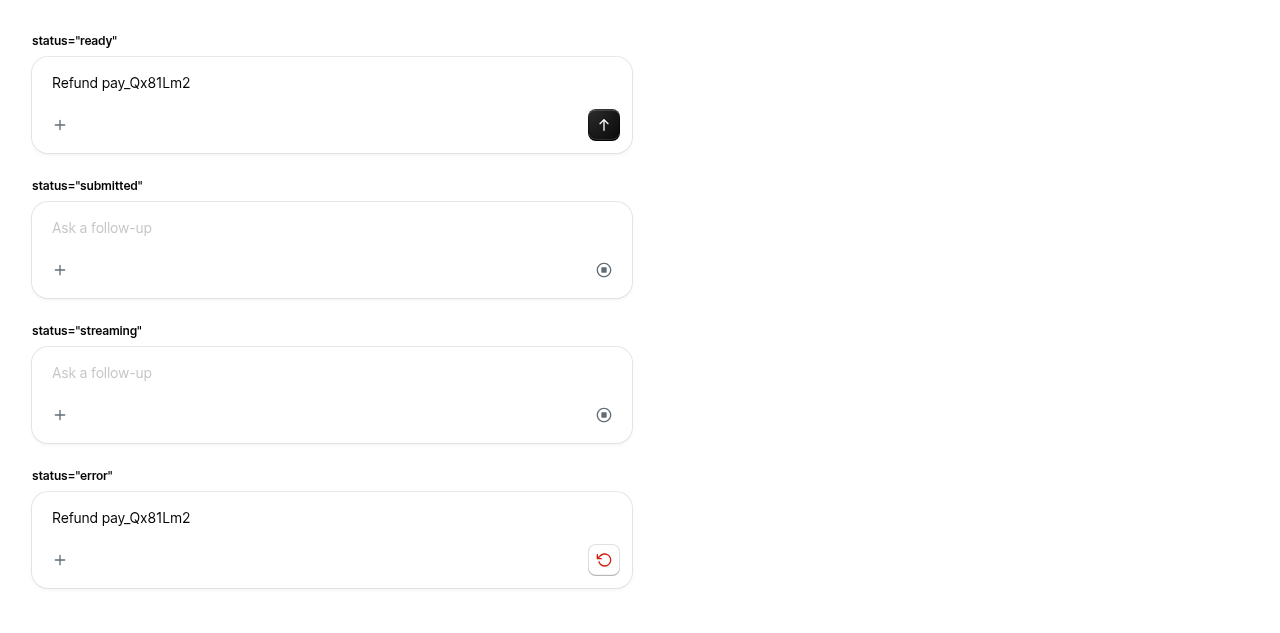 status="ready"
Refund pay_Qx81Lm2
status="submitted"
Ask a follow-up
status="streaming"
Ask a follow-up
status="error"
Refund pay_Qx81Lm2